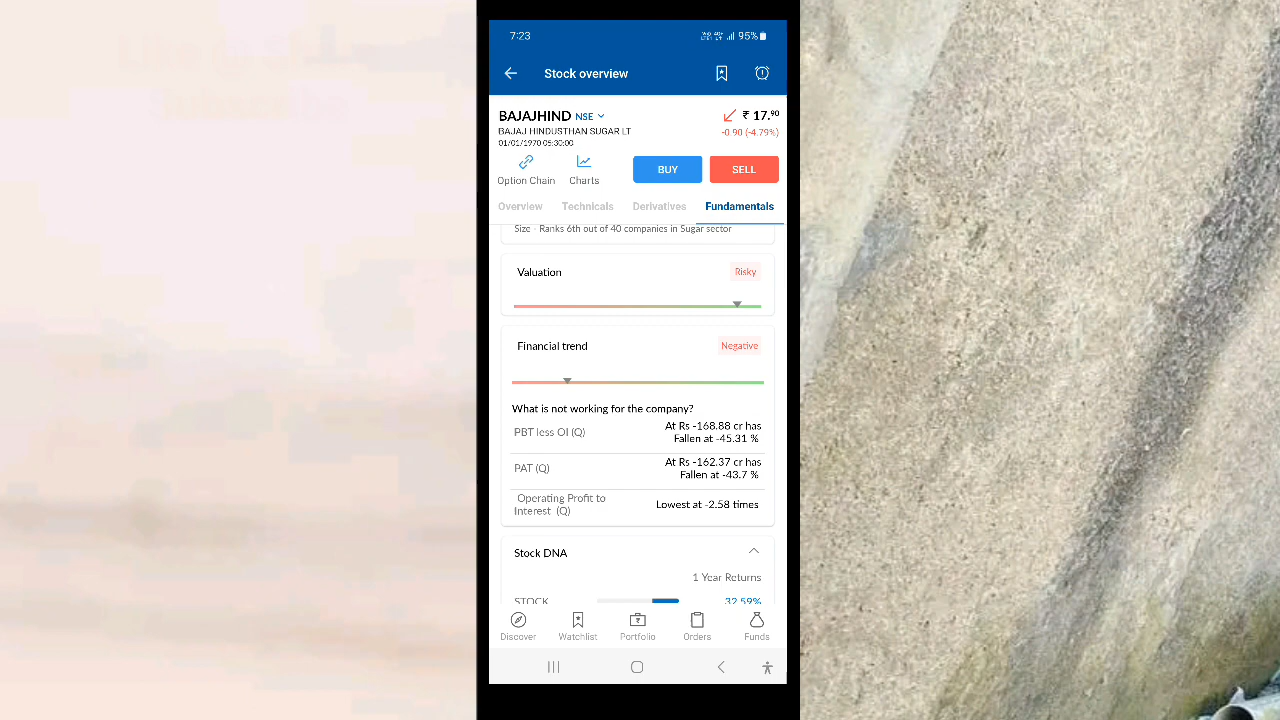 7:23
95%
Stock overview
BAJAJHIND NSE
₹ 17.90
BAJAJ HINDUSTHAN SUGAR LT
-0.90 (-4.79%)
01/01/1970 05:30:00
Option Chain
Charts
BUY
SELL
Overview
Technicals
Derivatives
Fundamentals
Size - Ranks 6th out of 40 companies in Sugar sector
Valuation
Risky
Financial trend
Negative
What is not working for the company?
PBT less OI (Q)
At Rs -168.88 cr has
Fallen at -45.31 %
PAT (Q)
At Rs -162.37 cr has
Fallen at -43.7 %
Operating Profit to
Interest (Q)
Lowest at -2.58 times
Stock DNA
1 Year Returns
STOCK
32.59%
Discover
Watchlist
Portfolio
Orders
Funds